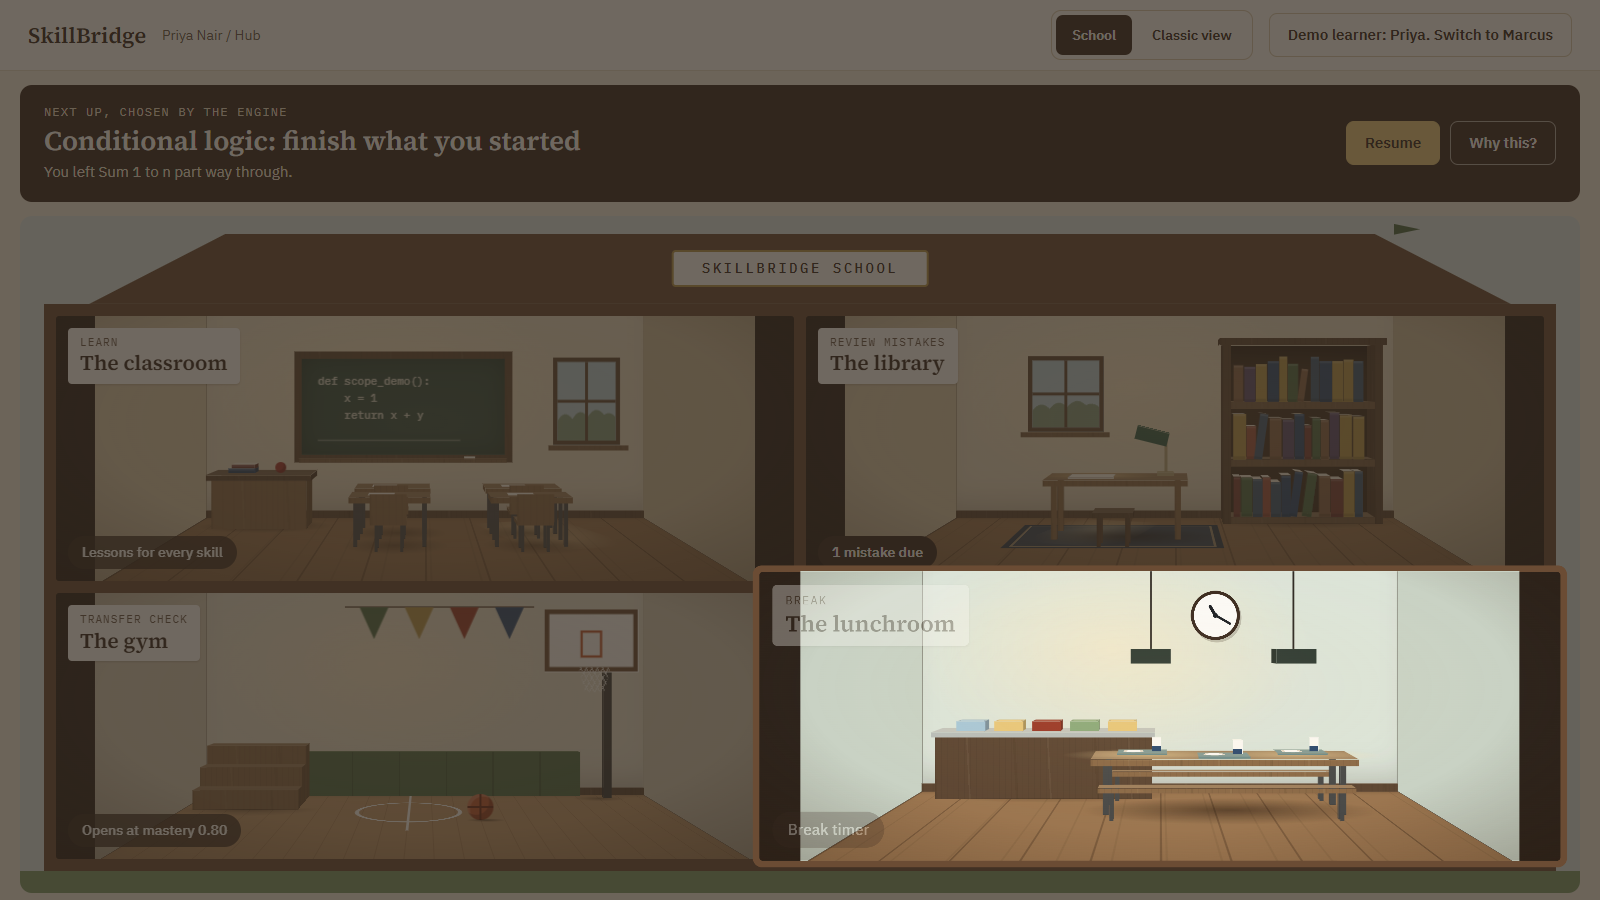 SkillBridge
Priya Nair / Hub
School
Classic view
Demo learner: Priya. Switch to Marcus
NEXT UP, CHOSEN BY THE ENGINE
Conditional logic: finish what you started
You left Sum 1 to n part way through.
Resume
Why this?
SKILLBRIDGE SCHOOL
LEARN
The classroom
def scope_demo():
    x = 1
    return x + y
Lessons for every skill
REVIEW MISTAKES
The library
1 mistake due
TRANSFER CHECK
The gym
Opens at mastery 0.80
BREAK
The lunchroom
Break timer